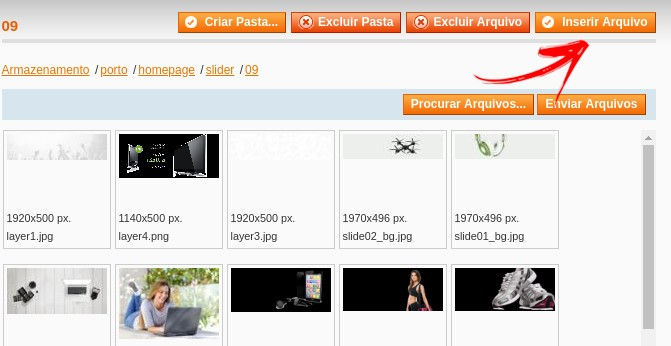 09
Criar Pasta...
Excluir Pasta
Excluir Arquivo
Inserir Arquivo
Armazenamento / porto / homepage / slider / 09
Procurar Arquivos...
Enviar Arquivos
1920x500 px.
layer1.jpg
1140x500 px.
layer4.png
1920x500 px.
layer3.jpg
1970x496 px.
slide02_bg.jpg
1970x496 px.
slide01_bg.jpg